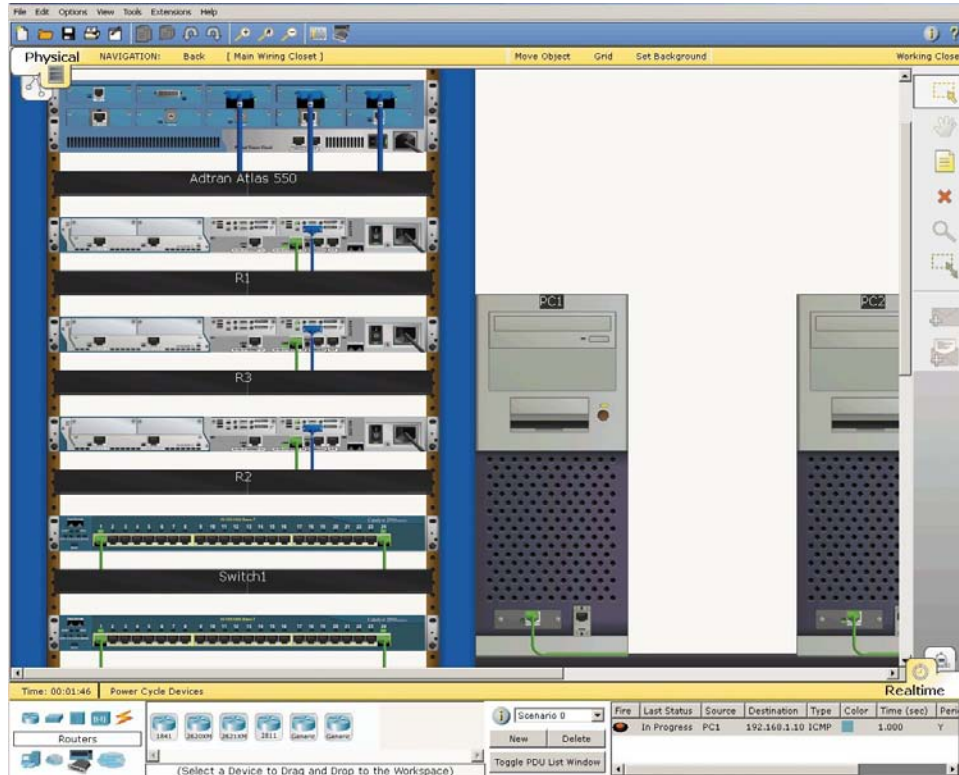 File Edit Options View Tools Extensions Help
Physical NAVIGATION: Back [ Main Wiring Closet ] Move Object Grid Set Background Working Close
Adtran Atlas 550
R1
R3
R2
Switch1
PC1
PC2
Time: 00:01:46 Power Cycle Devices Realtime
Routers
1841 2620XM 2621XM 2811 Generic Generic
(Select a Device to Drag and Drop to the Workspace)
Scenario 0
New Delete
Toggle PDU List Window
Fire Last Status Source Destination Type Color Time (sec) Peri
In Progress PC1 192.168.1.10 ICMP 1.000 Y